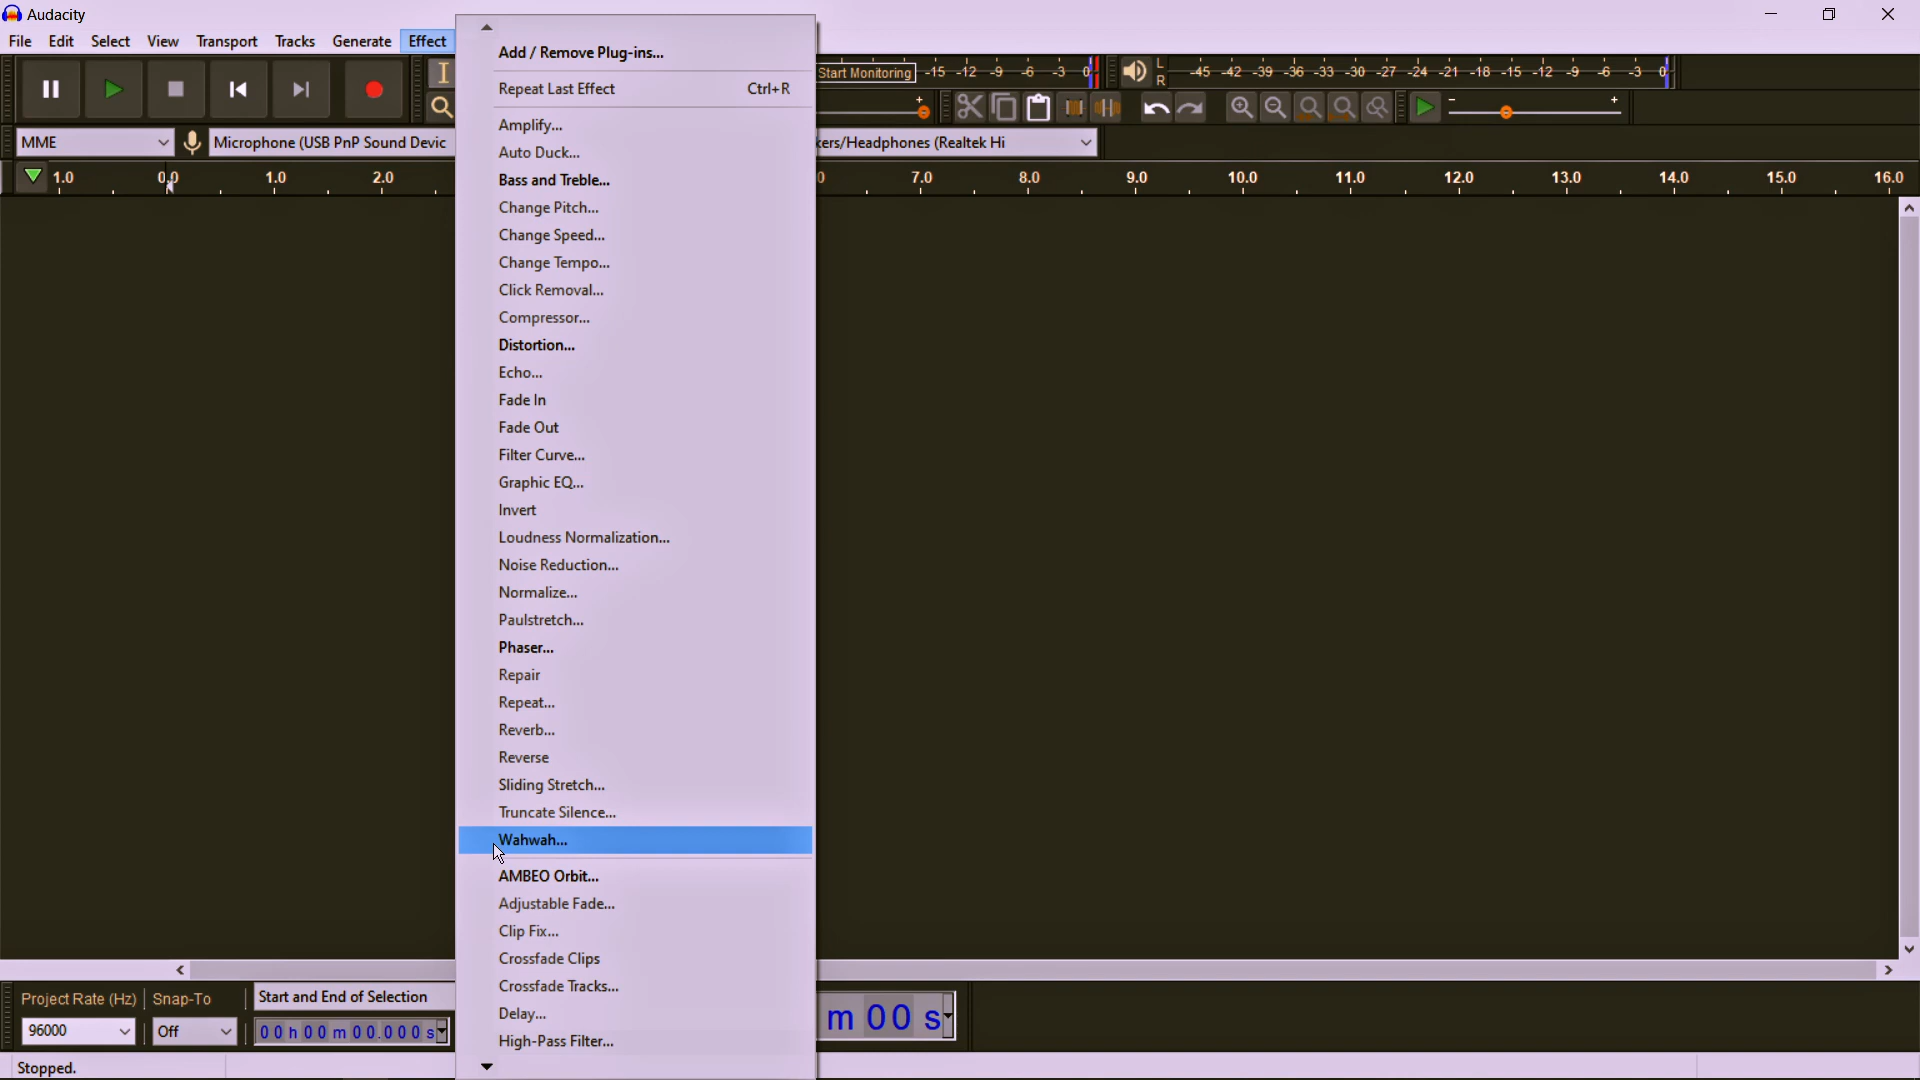 Audacity
File Edit Select View Transport Tracks Generate Effect
Add / Remove Plug-ins...
Repeat Last Effect Ctrl+R
Amplify...
Auto Duck...
Bass and Treble...
Change Pitch...
Change Speed...
Change Tempo...
Click Removal...
Compressor...
Distortion...
Echo...
Fade In
Fade Out
Filter Curve...
Graphic EQ...
Invert
Loudness Normalization...
Noise Reduction...
Normalize...
Paulstretch...
Phaser...
Repair
Repeat...
Reverb...
Reverse
Sliding Stretch...
Truncate Silence...
Wahwah...
AMBEO Orbit...
Adjustable Fade...
Clip Fix...
Crossfade Clips
Crossfade Tracks...
Delay...
High-Pass Filter...
Start Monitoring -15 -12 -9 -6 -3 0
L
R
-45 -42 -39 -36 -33 -30 -27 -24 -21 -18 -15 -12 -9 -6 -3 0
+
- +
MME
Microphone (USB PnP Sound Devic
kers/Headphones (Realtek Hi
1.0 0.0 1.0 2.0 0 7.0 8.0 9.0 10.0 11.0 12.0 13.0 14.0 15.0 16.0
Project Rate (Hz) Snap-To Start and End of Selection
96000 Off 00 h 00 m 00.000 s
m 00 s
Stopped.